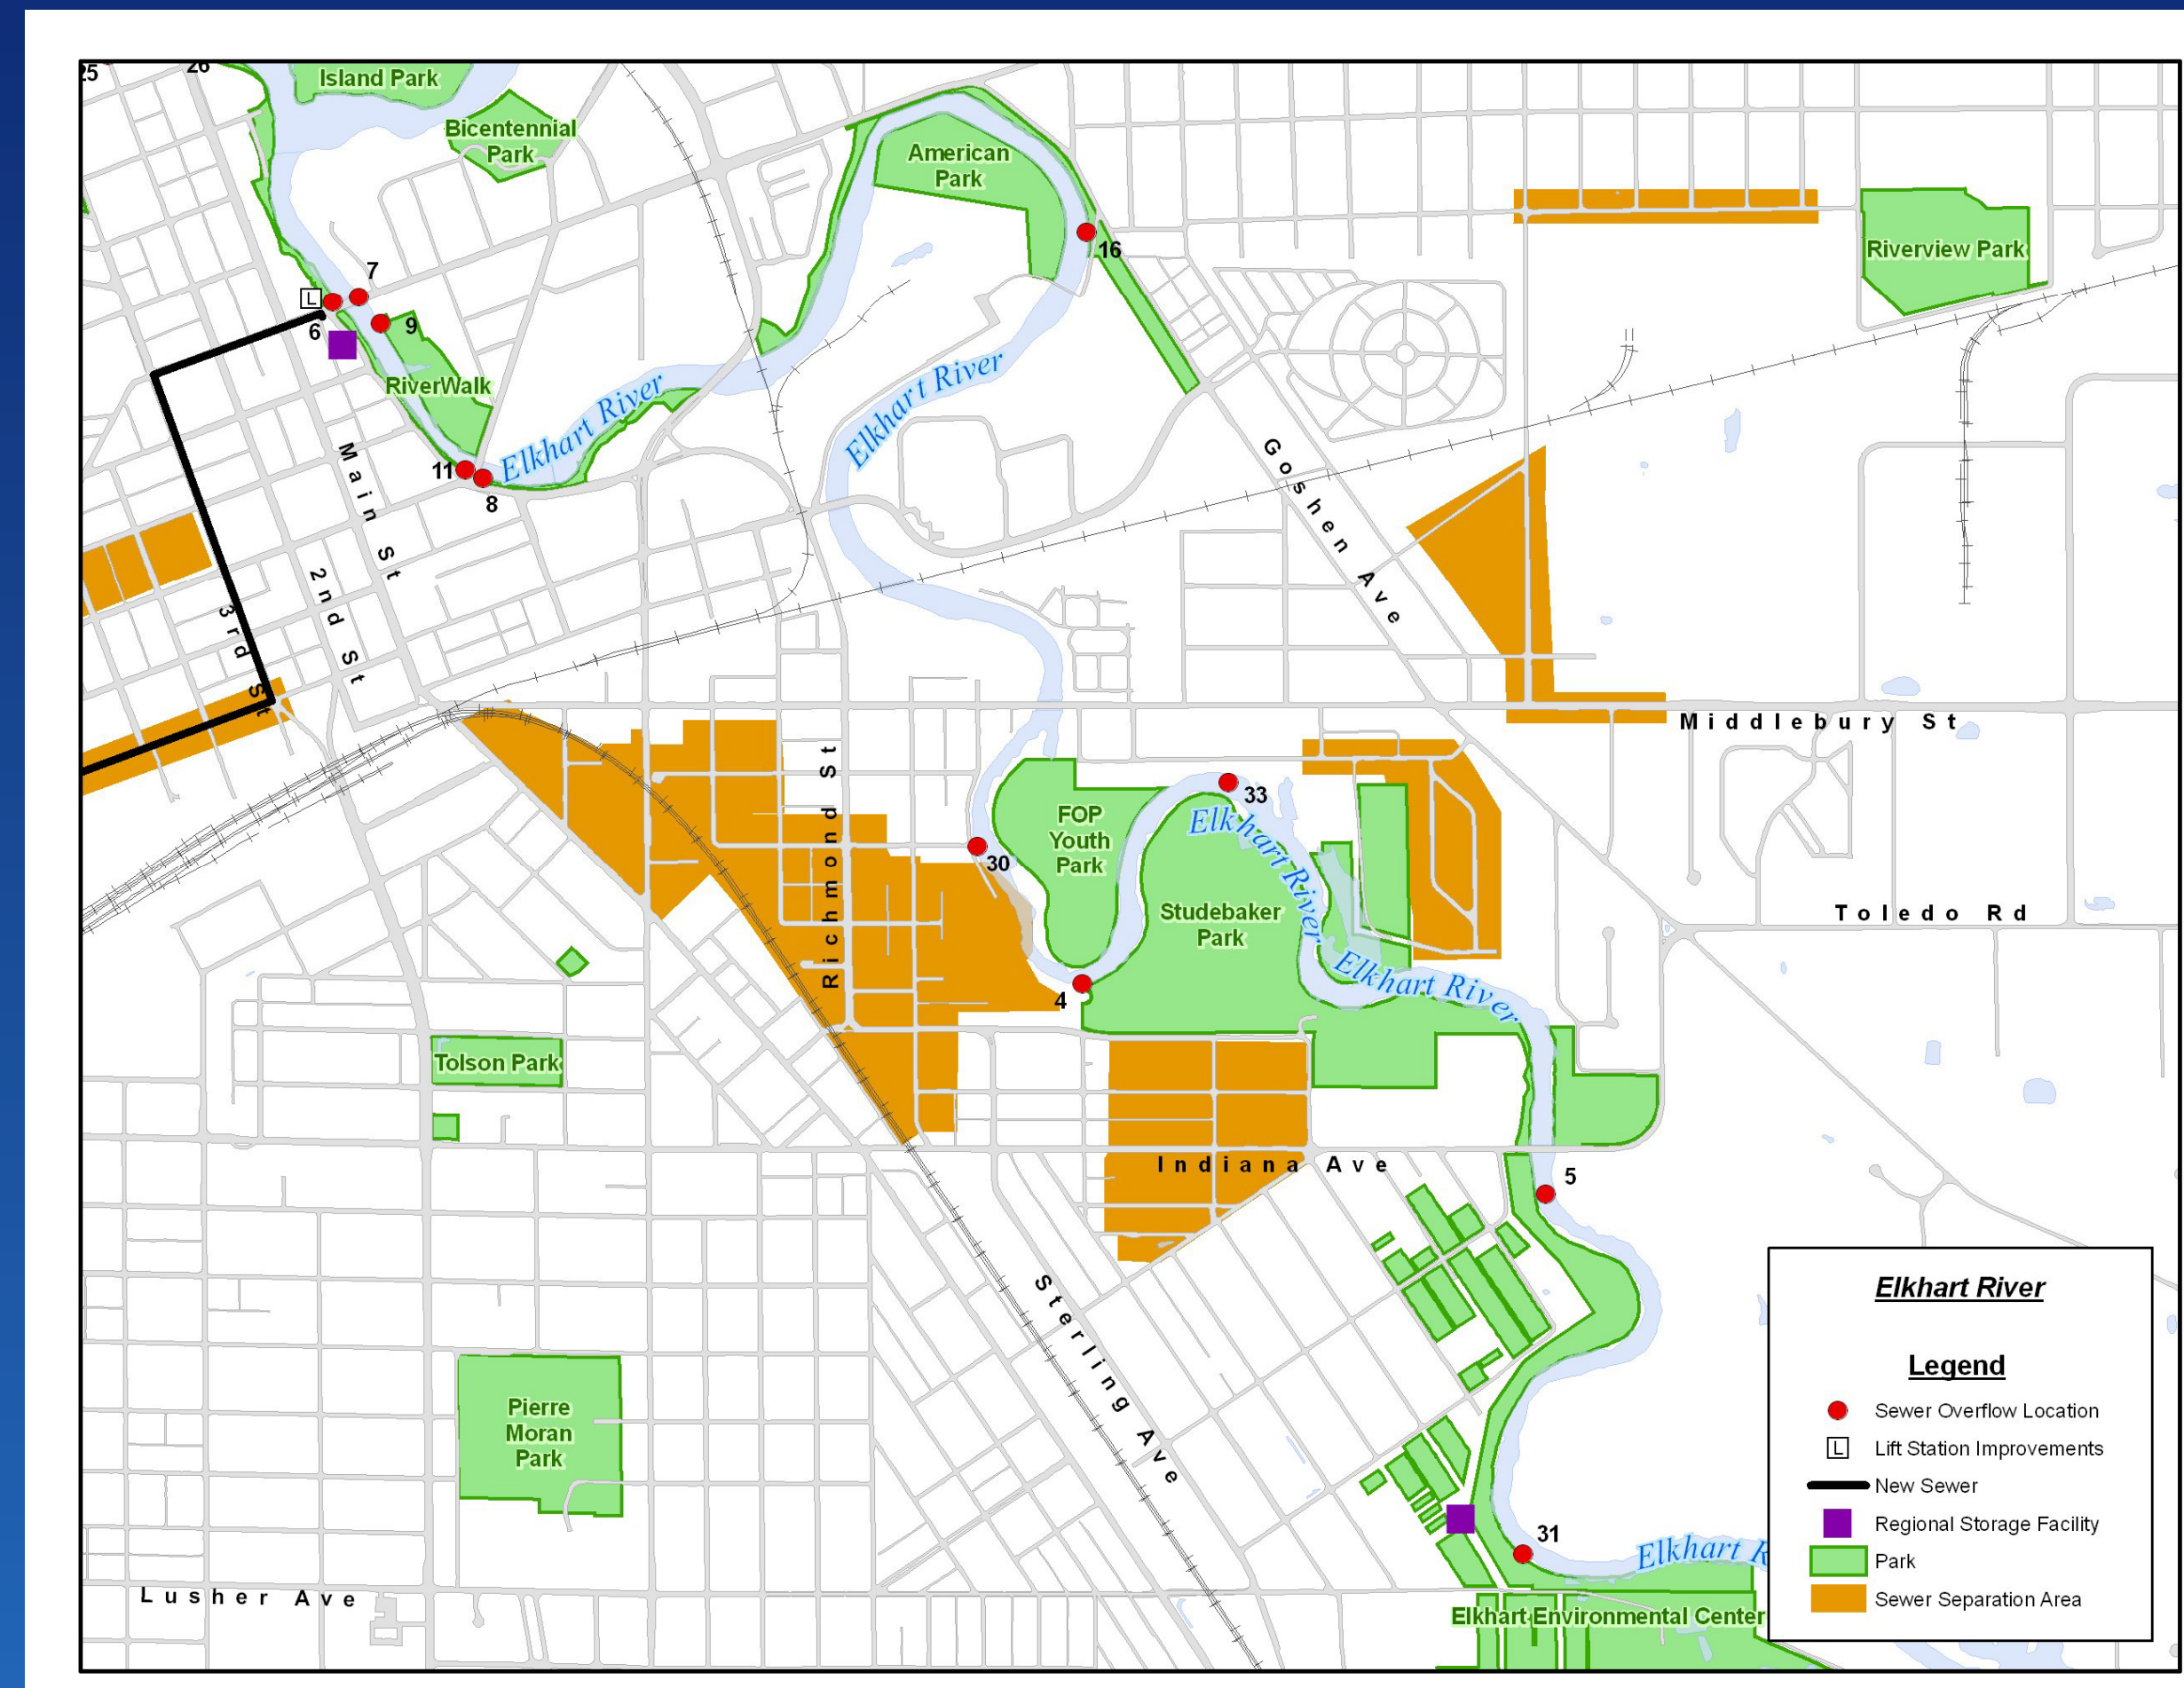 25
26
Island Park
Bicentennial
Park
American
Park
16
Riverview Park
7
L
6
9
RiverWalk
Elkhart River
Elkhart River
11
8
Main St
Goshen Ave
2nd St
3rd St
Middlebury St
Richmond St
33
FOP
Youth
Park
Elkhart River
30
Studebaker
Park
Toledo Rd
Elkhart River
4
Tolson Park
Indiana Ave
5
Sterling Ave
Pierre
Moran
Park
31
Elkhart R
Lusher Ave
Elkhart Environmental Center
Elkhart River
Legend
Sewer Overflow Location
L Lift Station Improvements
New Sewer
Regional Storage Facility
Park
Sewer Separation Area